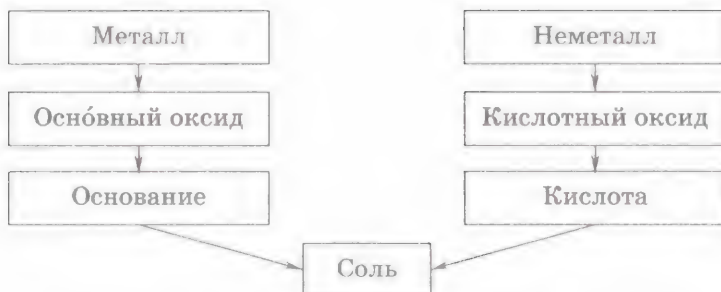 Металл
Неметалл
Осно́вный оксид
Кислотный оксид
Основание
Кислота
Соль